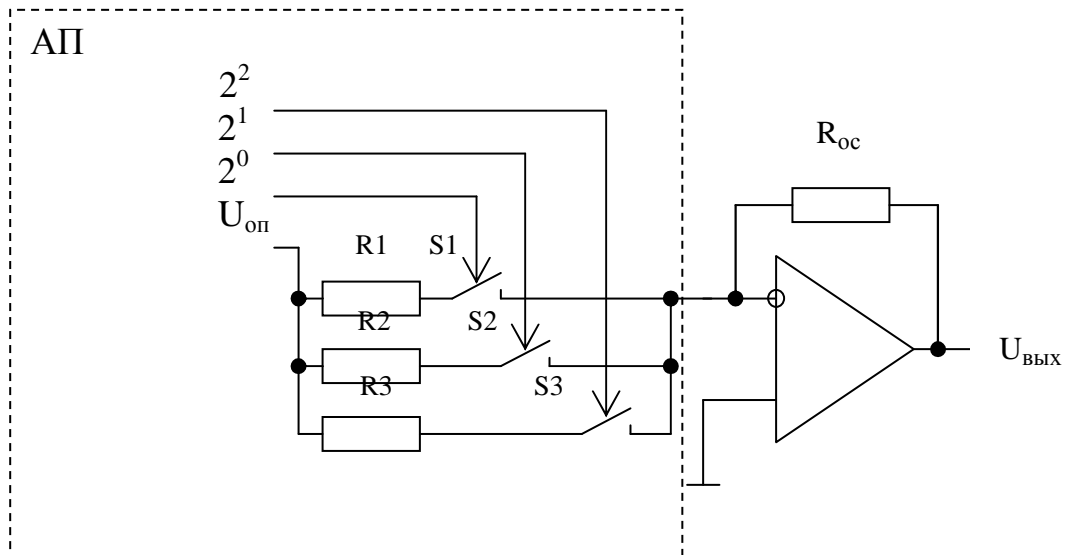 АП
2²
2¹
2⁰
Uоп
Rос
R1 S1
R2 S2
R3 S3
Uвых